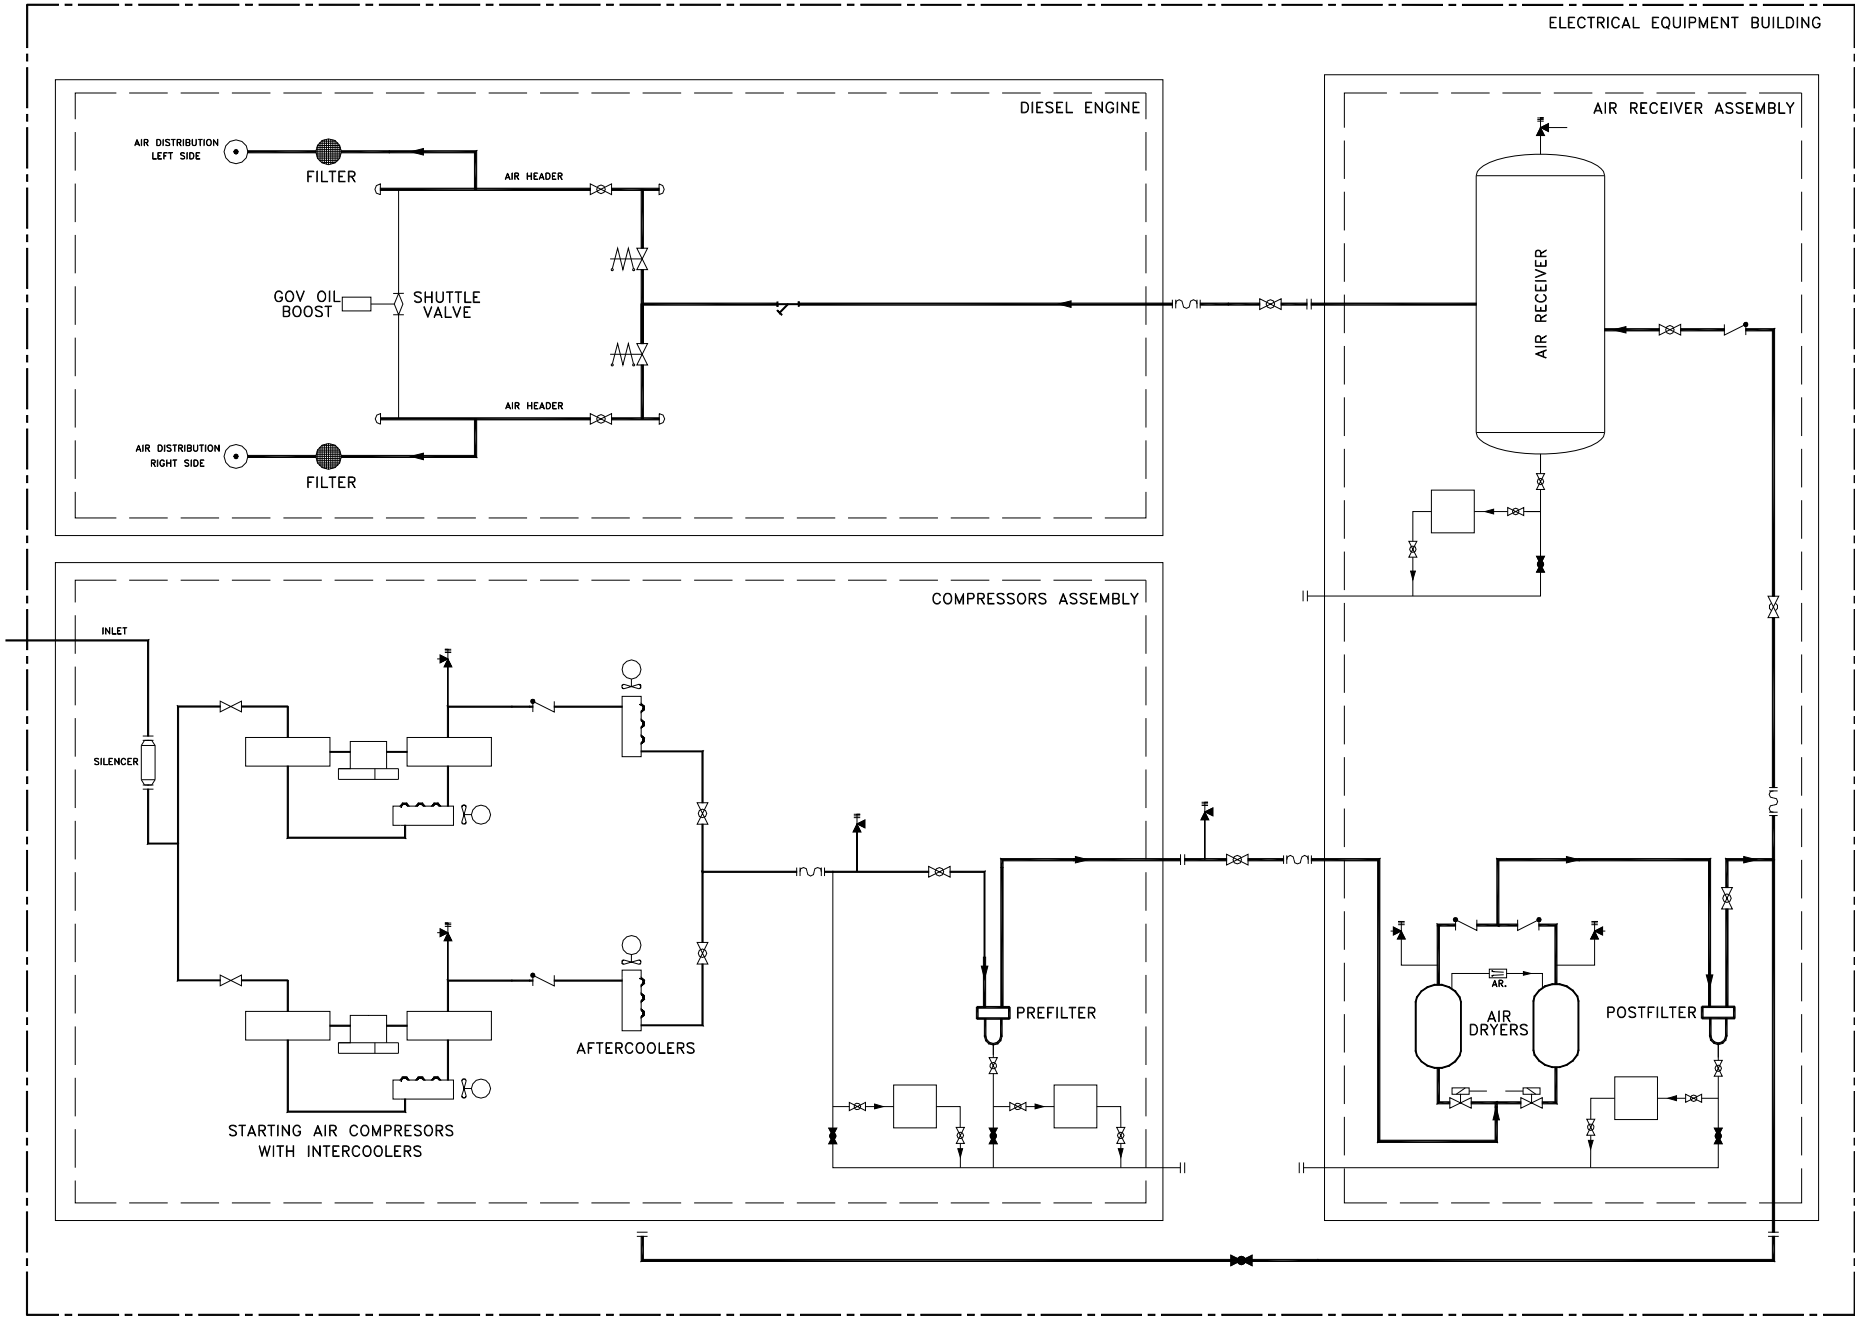 ELECTRICAL EQUIPMENT BUILDING
DIESEL ENGINE
AIR RECEIVER ASSEMBLY
AIR DISTRIBUTION
LEFT SIDE
FILTER
AIR HEADER
GOV OIL
BOOST
SHUTTLE
VALVE
AIR RECEIVER
AIR HEADER
AIR DISTRIBUTION
RIGHT SIDE
FILTER
COMPRESSORS ASSEMBLY
INLET
SILENCER
AR.
PREFILTER
AIR
DRYERS
POSTFILTER
AFTERCOOLERS
STARTING AIR COMPRESORS
WITH INTERCOOLERS